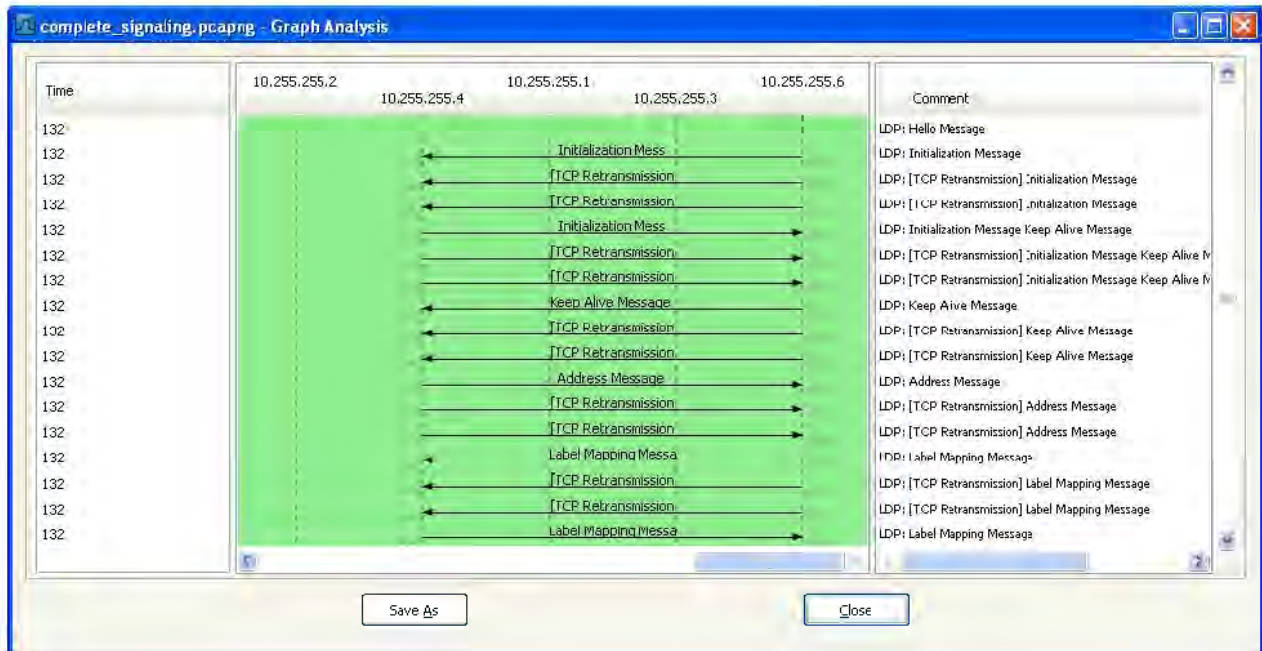 complete_signaling.pcapng - Graph Analysis
Time
10.255.255.2 10.255.255.1 10.255.255.6
10.255.255.4 10.255.255.3
Comment
132 LDP: Hello Message
132 Initialization Mess LDP: Initialization Message
132 [TCP Retransmission LDP: [TCP Retransmission] Initialization Message
132 [TCP Retransmission LDP: [TCP Retransmission] Initialization Message
132 Initialization Mess LDP: Initialization Message Keep Alive Message
132 [TCP Retransmission LDP: [TCP Retransmission] Initialization Message Keep Alive M
132 [TCP Retransmission LDP: [TCP Retransmission] Initialization Message Keep Alive M
132 Keep Alive Message LDP: Keep Alive Message
132 [TCP Retransmission LDP: [TCP Retransmission] Keep Alive Message
132 [TCP Retransmission LDP: [TCP Retransmission] Keep Alive Message
132 Address Message LDP: Address Message
132 [TCP Retransmission LDP: [TCP Retransmission] Address Message
132 [TCP Retransmission LDP: [TCP Retransmission] Address Message
132 Label Mapping Messa LDP: Label Mapping Message
132 [TCP Retransmission LDP: [TCP Retransmission] Label Mapping Message
132 [TCP Retransmission LDP: [TCP Retransmission] Label Mapping Message
132 Label Mapping Messa LDP: Label Mapping Message
Save As Close